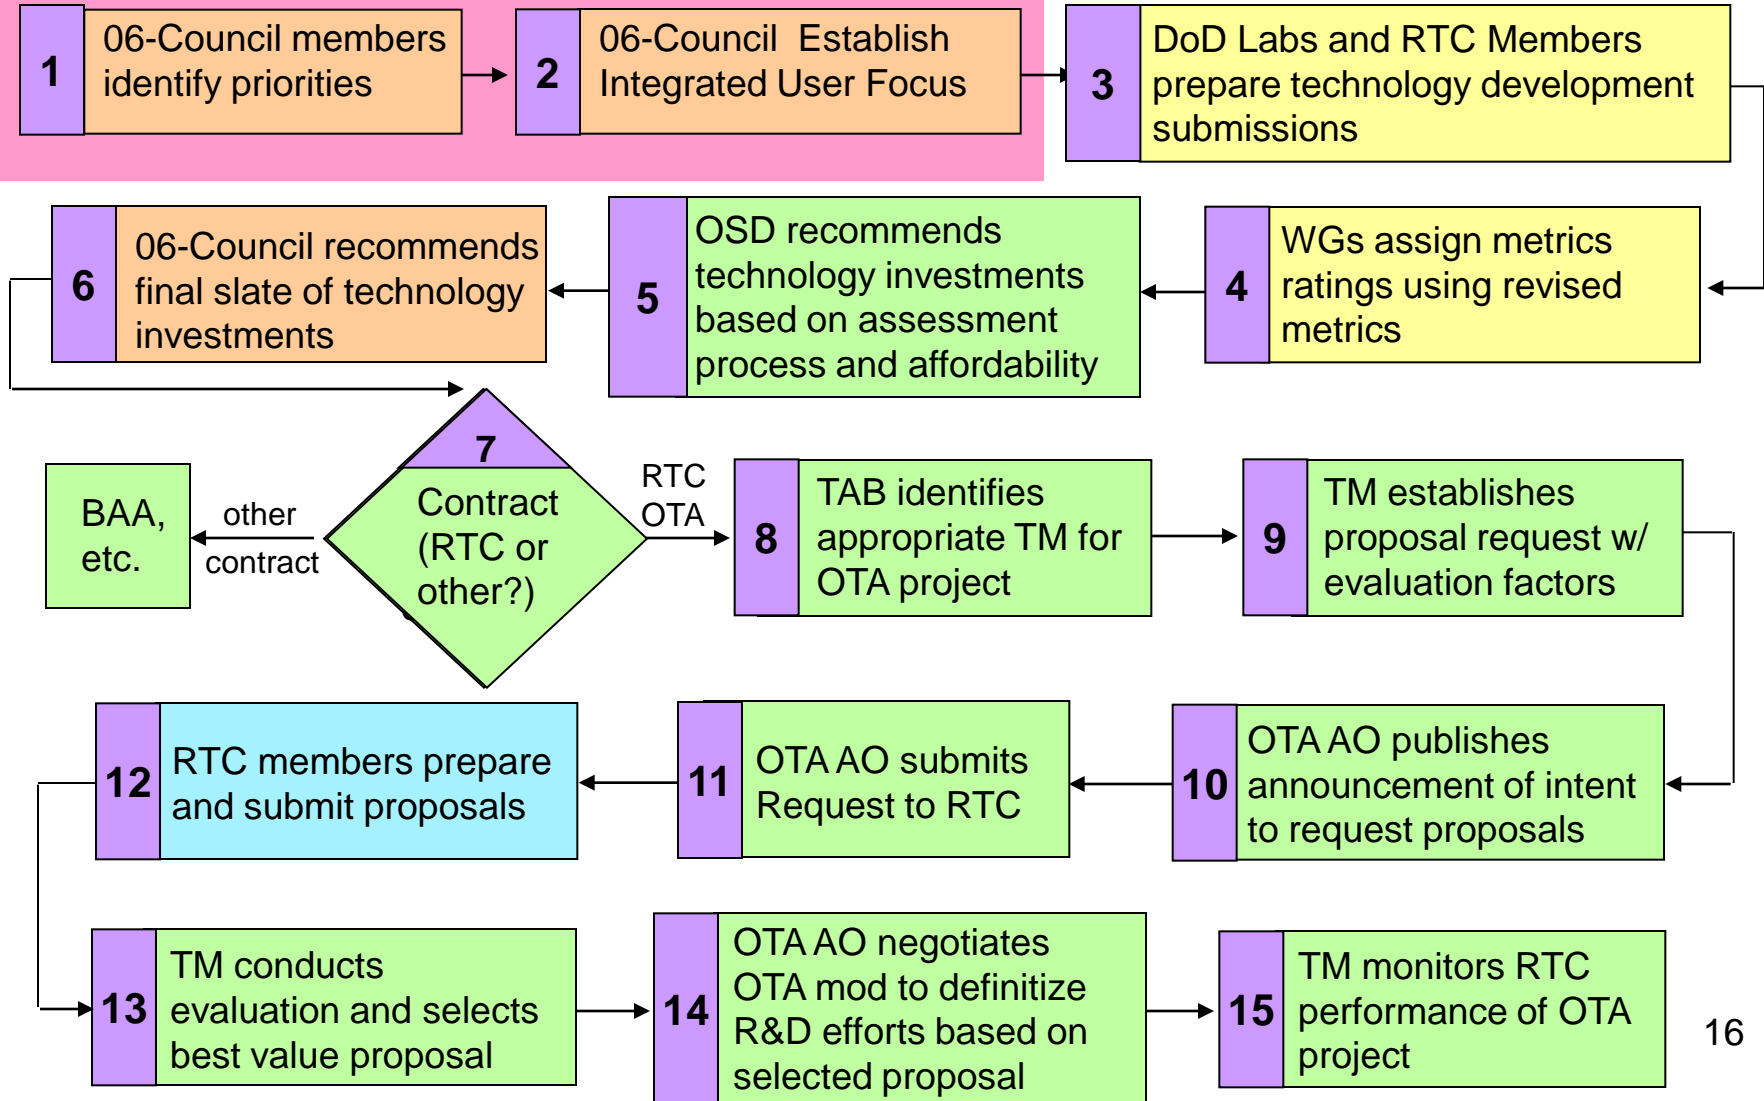 1
06-Council members
identify priorities
2
06-Council Establish
Integrated User Focus
3
DoD Labs and RTC Members
prepare technology development
submissions
6
06-Council recommends
final slate of technology
investments
5
OSD recommends
technology investments
based on assessment
process and affordability
4
WGs assign metrics
ratings using revised
metrics
7
Contract
(RTC or
other?)
BAA,
etc.
other
contract
RTC
OTA
8
TAB identifies
appropriate TM for
OTA project
9
TM establishes
proposal request w/
evaluation factors
12
RTC members prepare
and submit proposals
11
OTA AO submits
Request to RTC
10
OTA AO publishes
announcement of intent
to request proposals
13
TM conducts
evaluation and selects
best value proposal
14
OTA AO negotiates
OTA mod to definitize
R&D efforts based on
selected proposal
15
TM monitors RTC
performance of OTA
project
16